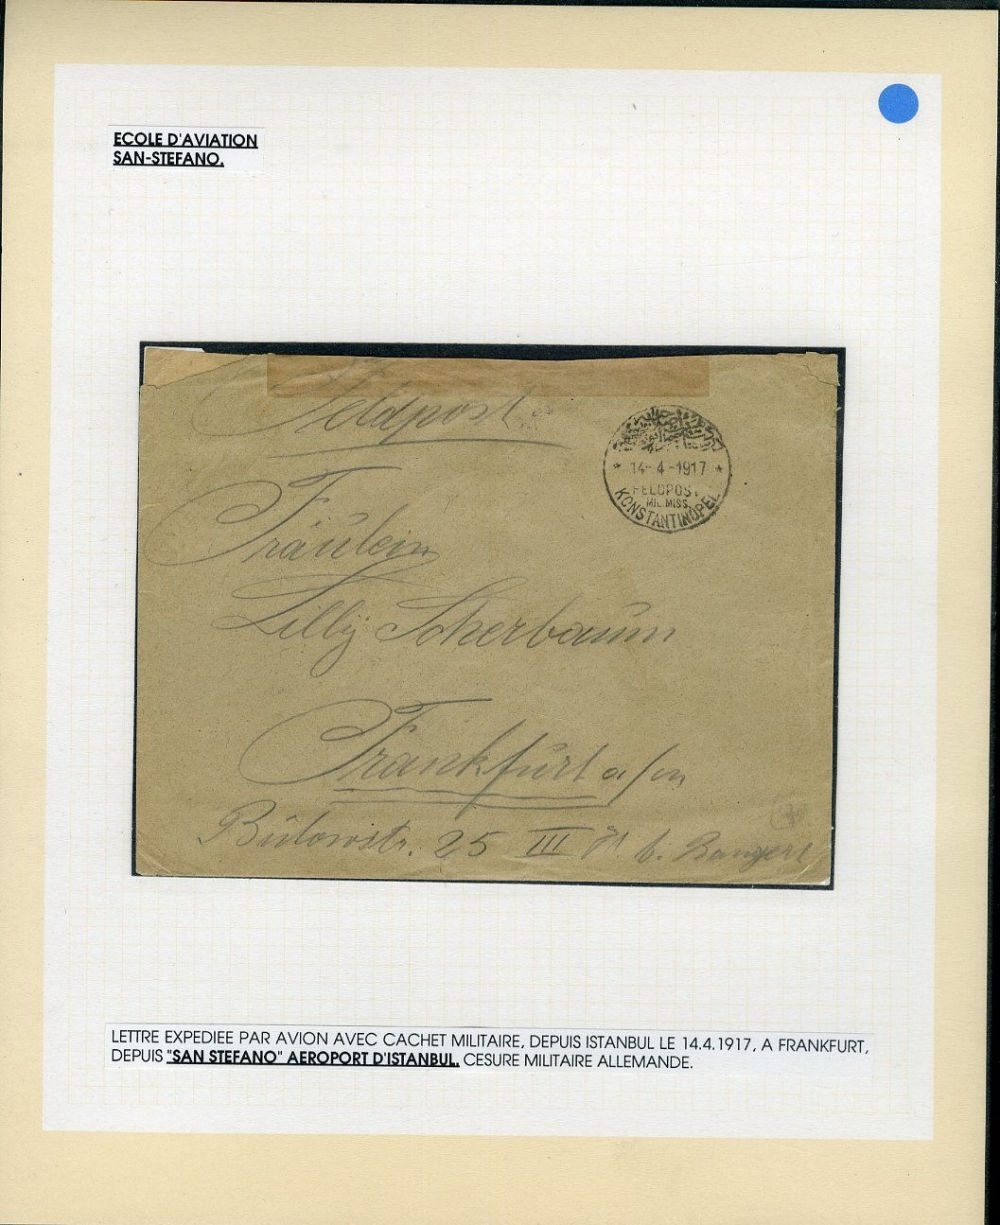 ECOLE D'AVIATION
SAN-STEFANO.
Feldpost
* 14-4-1917 *
FELDPOST
MIL. MISS.
KONSTANTINOPEL
Fräulein
Lilly Scherbaum
Frankfurt a/m
Bülowstr. 25 III
LETTRE EXPEDIEE PAR AVION AVEC CACHET MILITAIRE, DEPUIS ISTANBUL LE 14.4.1917, A FRANKFURT,
DEPUIS "SAN STEFANO" AEROPORT D'ISTANBUL. CESURE MILITAIRE ALLEMANDE.